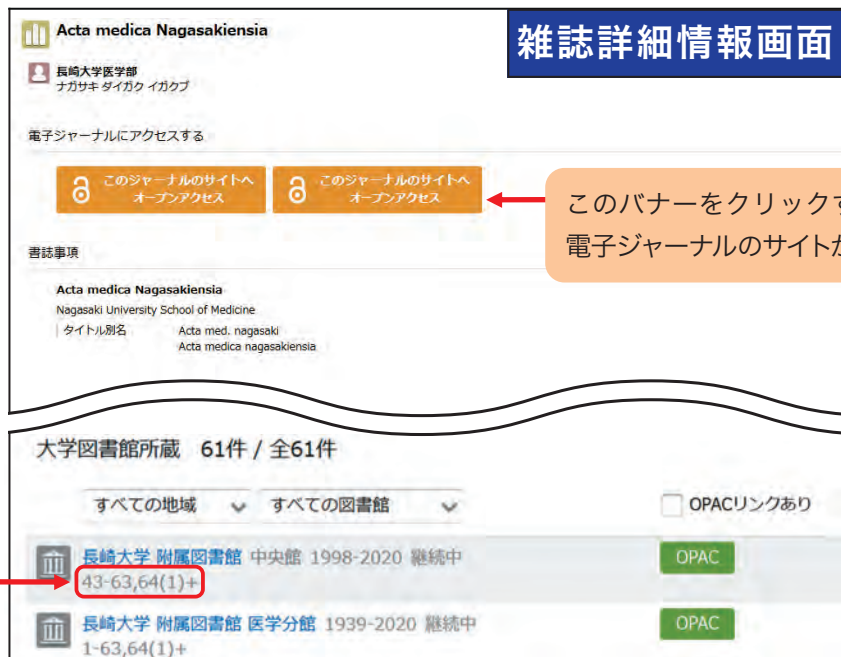 Acta medica Nagasakiensia
雑誌詳細情報画面
長崎大学医学部
ナガサキ ダイガク イガクブ
電子ジャーナルにアクセスする
このジャーナルのサイトへ
オープンアクセス
このジャーナルのサイトへ
オープンアクセス
このバナーをクリックす
電子ジャーナルのサイトが
書誌事項
Acta medica Nagasakiensia
Nagasaki University School of Medicine
タイトル別名 Acta med. nagasaki
Acta medica nagasakiensia
大学図書館所蔵 61件 / 全61件
すべての地域 すべての図書館 OPACリンクあり
長崎大学 附属図書館 中央館 1998-2020 継続中 OPAC
43-63,64(1)+
長崎大学 附属図書館 医学分館 1939-2020 継続中 OPAC
1-63,64(1)+